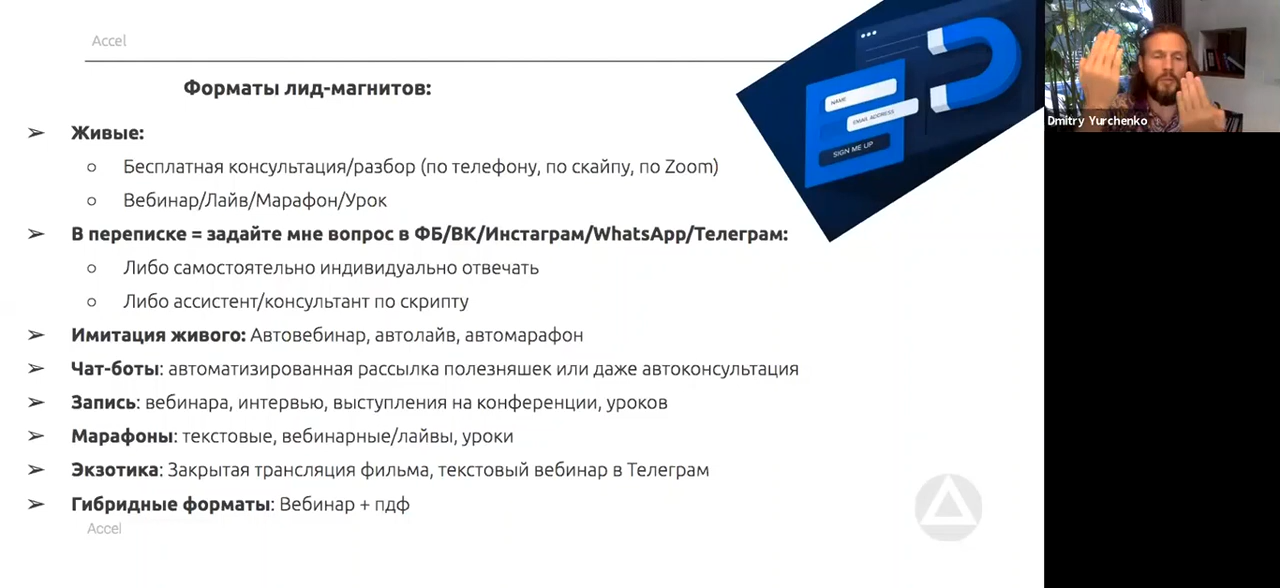 Accel
Форматы лид-магнитов:
➢ Живые:
○ Бесплатная консультация/разбор (по телефону, по скайпу, по Zoom)
○ Вебинар/Лайв/Марафон/Урок
➢ В переписке = задайте мне вопрос в ФБ/ВК/Инстаграм/WhatsApp/Телеграм:
○ Либо самостоятельно индивидуально отвечать
○ Либо ассистент/консультант по скрипту
➢ Имитация живого: Автовебинар, автолайв, автомарафон
➢ Чат-боты: автоматизированная рассылка полезняшек или даже автоконсультация
➢ Запись: вебинара, интервью, выступления на конференции, уроков
➢ Марафоны: текстовые, вебинарные/лайвы, уроки
➢ Экзотика: Закрытая трансляция фильма, текстовый вебинар в Телеграм
➢ Гибридные форматы: Вебинар + пдф
Accel
NAME
EMAIL ADDRESS
SIGN ME UP
Dmitry Yurchenko